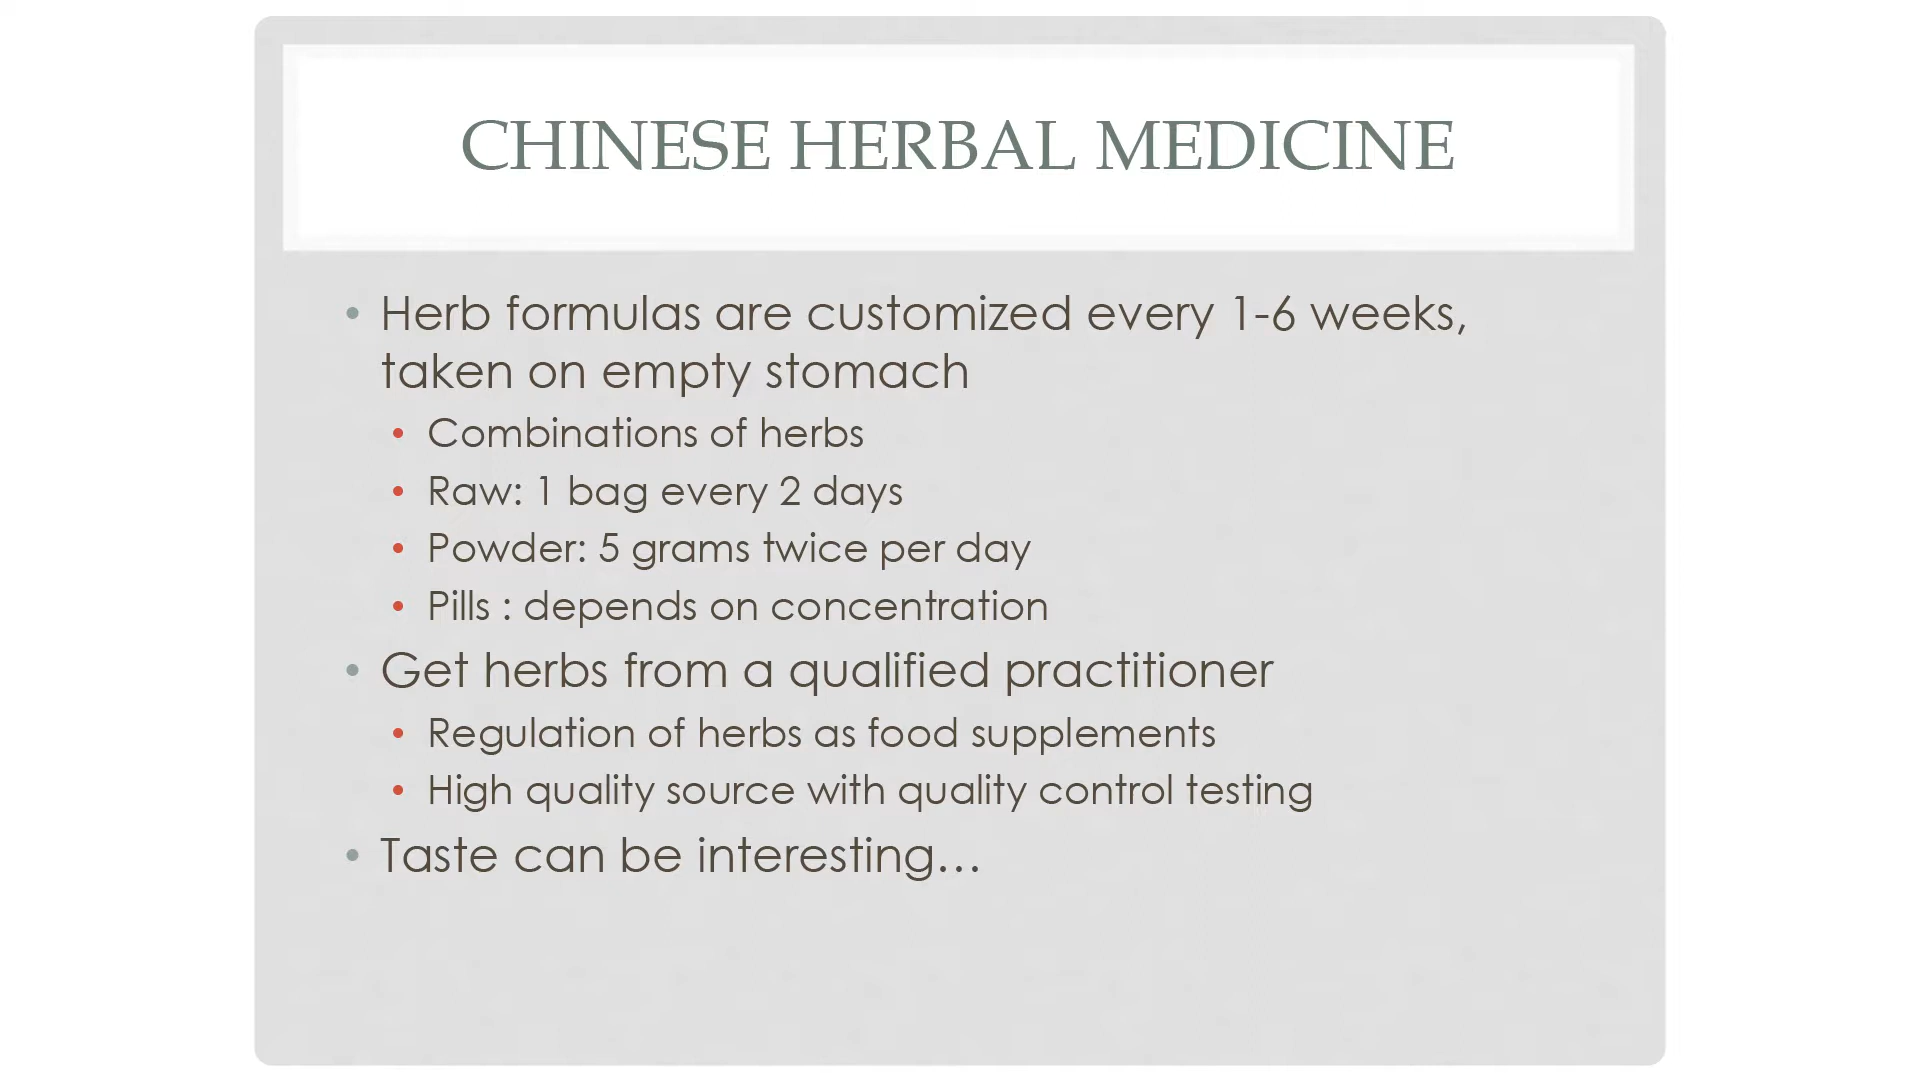 CHINESE HERBAL MEDICINE
• Herb formulas are customized every 1-6 weeks,
taken on empty stomach
• Combinations of herbs
• Raw: 1 bag every 2 days
• Powder: 5 grams twice per day
• Pills : depends on concentration
• Get herbs from a qualified practitioner
• Regulation of herbs as food supplements
• High quality source with quality control testing
• Taste can be interesting…